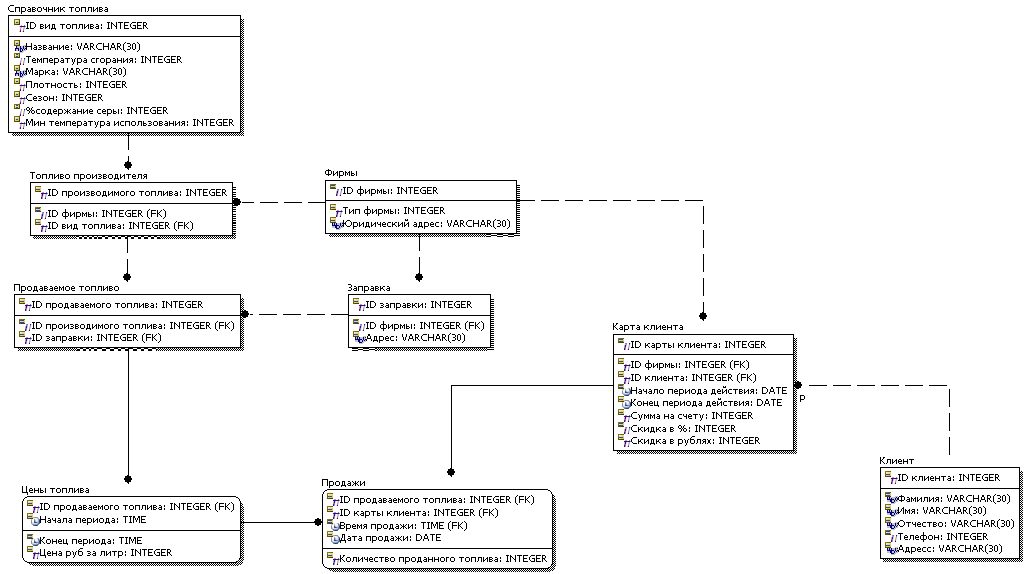 Справочник топлива
ID вид топлива: INTEGER
Название: VARCHAR(30)
Температура сгорания: INTEGER
Марка: VARCHAR(30)
Плотность: INTEGER
Сезон: INTEGER
%содержание серы: INTEGER
Мин температура использования: INTEGER
Топливо производителя
ID производимого топлива: INTEGER
ID фирмы: INTEGER (FK)
ID вид топлива: INTEGER (FK)
Фирмы
ID фирмы: INTEGER
Тип фирмы: INTEGER
Юридический адрес: VARCHAR(30)
Продаваемое топливо
ID продаваемого топлива: INTEGER
ID производимого топлива: INTEGER (FK)
ID заправки: INTEGER (FK)
Заправка
ID заправки: INTEGER
ID фирмы: INTEGER (FK)
Адрес: VARCHAR(30)
Карта клиента
ID карты клиента: INTEGER
ID фирмы: INTEGER (FK)
ID клиента: INTEGER (FK)
Начало периода действия: DATE
Конец периода действия: DATE
Сумма на счету: INTEGER
Скидка в %: INTEGER
Скидка в рублях: INTEGER
P
Клиент
ID клиента: INTEGER
Фамилия: VARCHAR(30)
Имя: VARCHAR(30)
Отчество: VARCHAR(30)
Телефон: INTEGER
Адресс: VARCHAR(30)
Цены топлива
ID продаваемого топлива: INTEGER (FK)
Начала периода: TIME
Конец периода: TIME
Цена руб за литр: INTEGER
Продажи
ID продаваемого топлива: INTEGER (FK)
ID карты клиента: INTEGER (FK)
Время продажи: TIME (FK)
Дата продажи: DATE
Количество проданного топлива: INTEGER